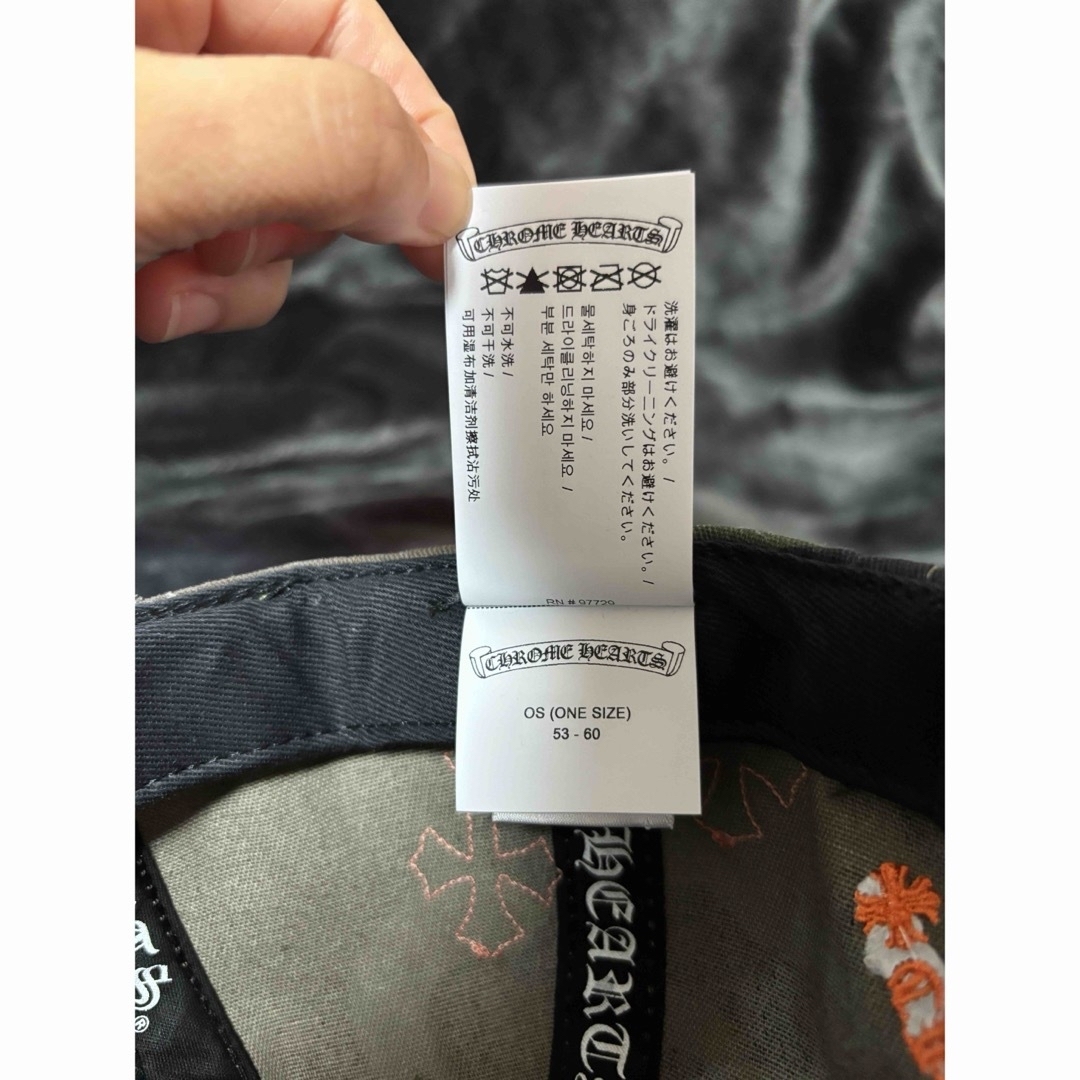 CHROME HEARTS
洗濯はお避けください。 /
ドライクリーニングはお避けください。 /
身ごろのみ部分洗いしてください。
물세탁하지 마세요 /
드라이클리닝하지 마세요 /
부분 세탁만 하세요
不可水洗 /
不可干洗 /
可用湿布加清洁剂擦拭沾污处
RN # 97729
CHROME HEARTS
OS (ONE SIZE)
53 - 60
HEART
®